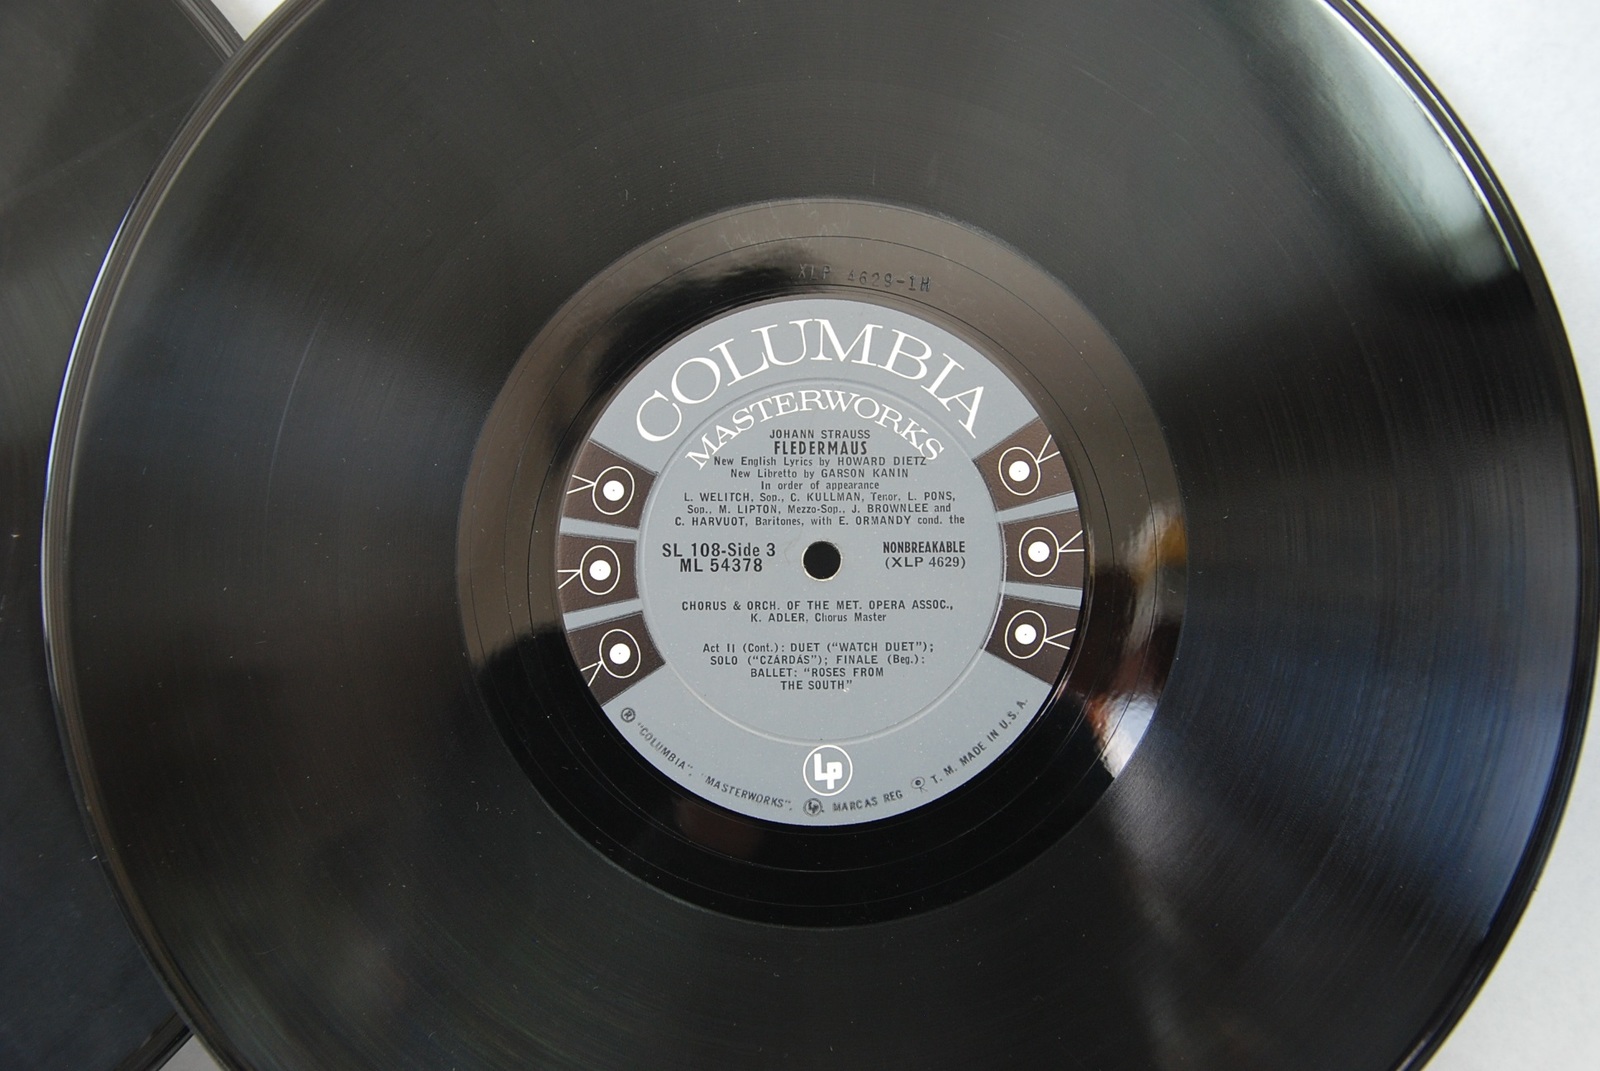 XLP 4629-1H
COLUMBIA
MASTERWORKS
JOHANN STRAUSS
FLEDERMAUS
New English Lyrics by HOWARD DIETZ
New Libretto by GARSON KANIN
In order of appearance
L. WELITCH, Sop., C. KULLMAN, Tenor, L. PONS,
Sop., M. LIPTON, Mezzo-Sop., J. BROWNLEE and
C. HARVUOT, Baritones, with E. ORMANDY cond. the
SL 108-Side 3
ML 54378
NONBREAKABLE
(XLP 4629)
CHORUS & ORCH. OF THE MET. OPERA ASSOC.,
K. ADLER, Chorus Master
Act II (Cont.): DUET ("WATCH DUET");
SOLO ("CZÁRDÁS"); FINALE (Beg.):
BALLET: "ROSES FROM
THE SOUTH"
LP
® "COLUMBIA", "MASTERWORKS", LP, MARCAS REG T. M. MADE IN U. S. A.